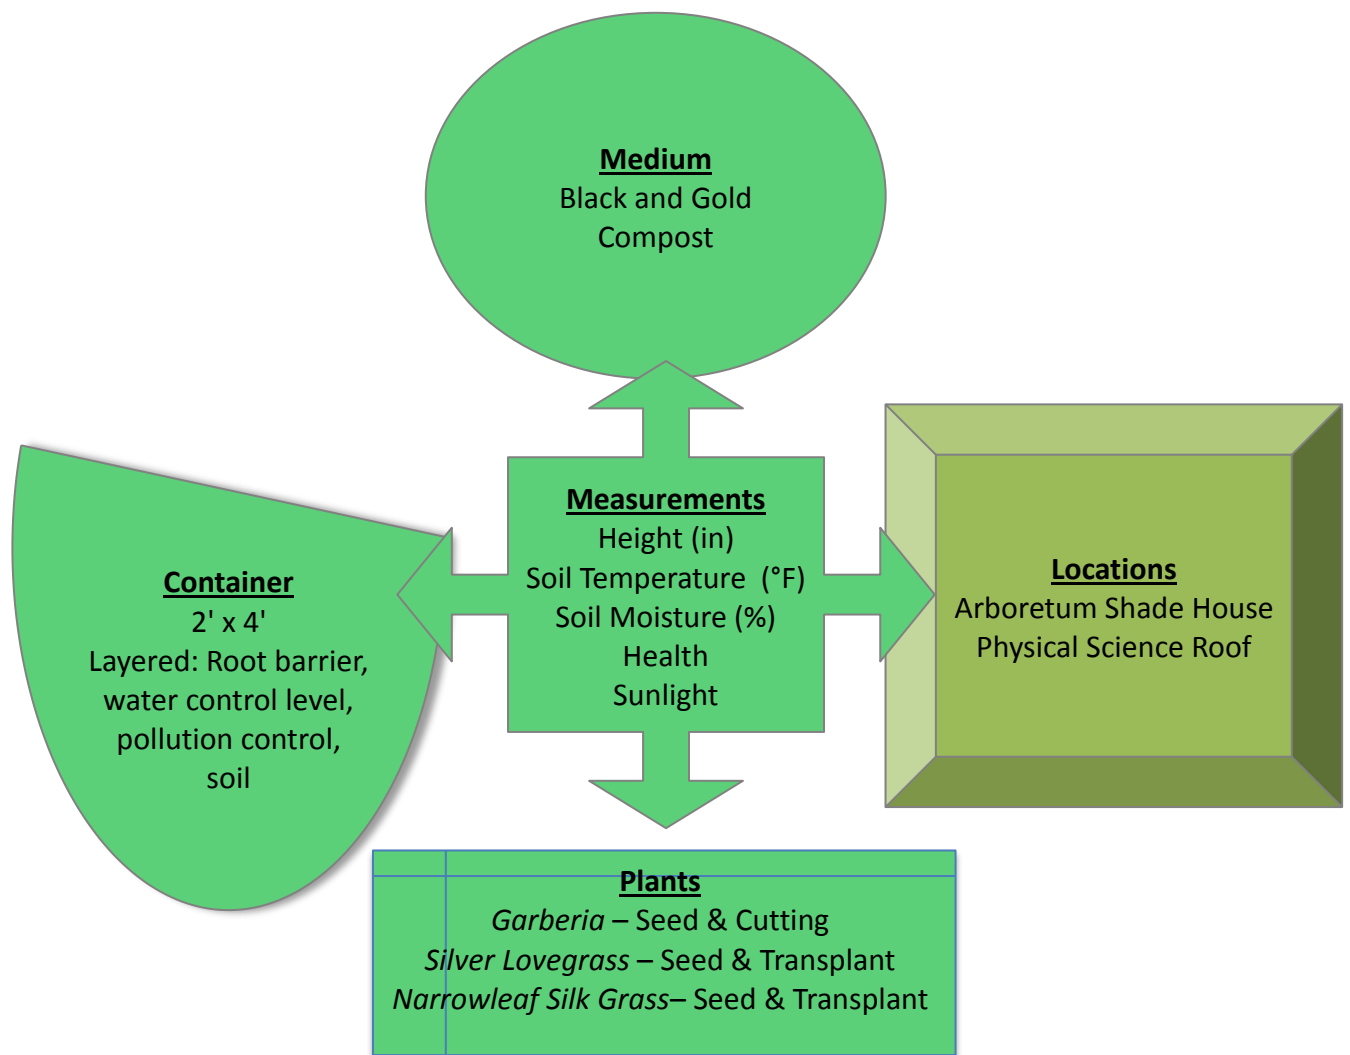 Medium
Black and Gold
Compost
Measurements
Height (in)
Soil Temperature (°F)
Soil Moisture (%)
Health
Sunlight
Container
2' x 4'
Layered: Root barrier,
water control level,
pollution control,
soil
Locations
Arboretum Shade House
Physical Science Roof
Plants
Garberia – Seed & Cutting
Silver Lovegrass – Seed & Transplant
Narrowleaf Silk Grass– Seed & Transplant